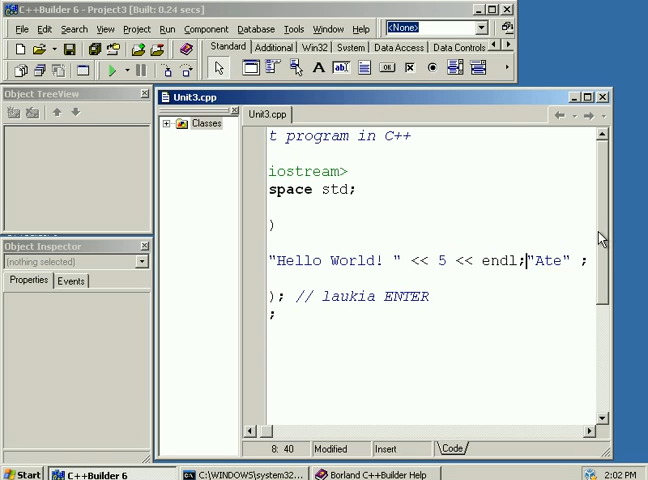 C++Builder 6 - Project3 [Built: 0.24 secs]
File Edit Search View Project Run Component Database Tools Window Help <None>
Standard Additional Win32 System Data Access Data Controls
Object TreeView
Unit3.cpp
Unit3.cpp
Classes
t program in C++
iostream>
space std;
)
"Hello World! " << 5 << endl;"Ate" ;
); // laukia ENTER
;
Object Inspector
(nothing selected)
Properties Events
8: 40 Modified Insert Code
Start C++Builder 6 C:\WINDOWS\system32... Borland C++Builder Help 2:02 PM